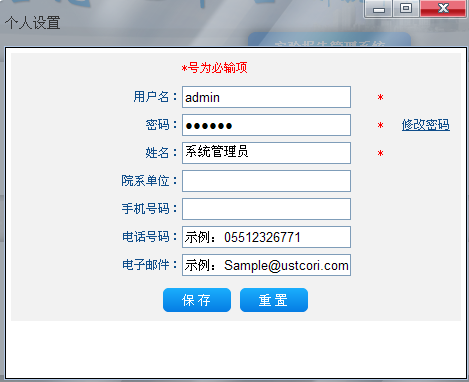 个人设置
*号为必输项
用户名： admin *
密码： ●●●●●● * 修改密码
姓名： 系统管理员 *
院系单位：
手机号码：
电话号码： 示例：05512326771
电子邮件： 示例：Sample@ustcori.com
保 存 重 置